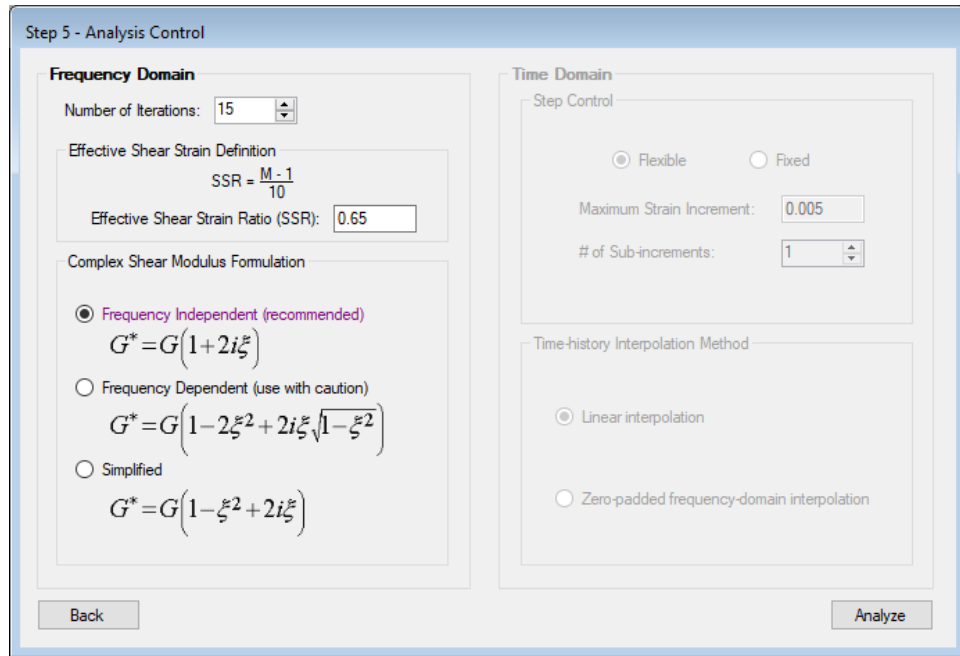 Step 5 - Analysis Control
Frequency Domain
Number of Iterations: 15
Effective Shear Strain Definition
SSR = M - 1
10
Effective Shear Strain Ratio (SSR): 0.65
Complex Shear Modulus Formulation
Frequency Independent (recommended)
G*=G(1+2iξ)
Frequency Dependent (use with caution)
G*=G(1-2ξ²+2iξ√1-ξ²)
Simplified
G*=G(1-ξ²+2iξ)
Time Domain
Step Control
Flexible Fixed
Maximum Strain Increment: 0.005
# of Sub-increments: 1
Time-history Interpolation Method
Linear interpolation
Zero-padded frequency-domain interpolation
Back Analyze